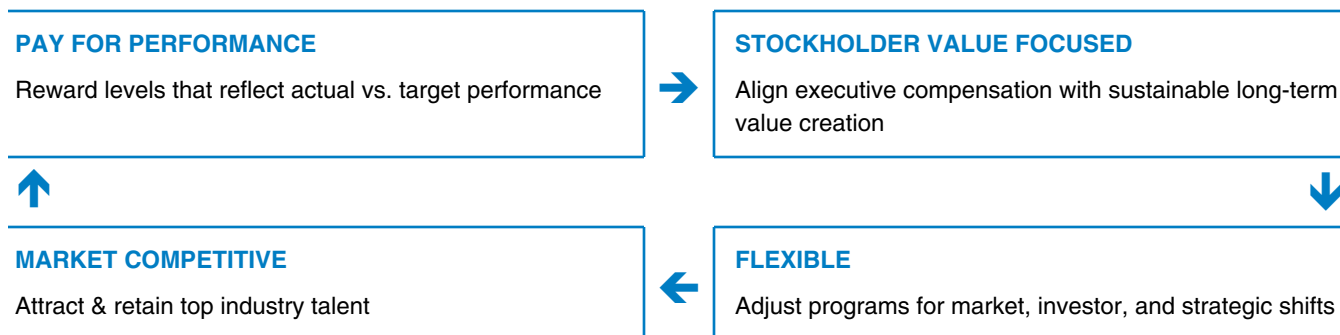 PAY FOR PERFORMANCE
Reward levels that reflect actual vs. target performance
STOCKHOLDER VALUE FOCUSED
Align executive compensation with sustainable long-term
value creation
MARKET COMPETITIVE
Attract & retain top industry talent
FLEXIBLE
Adjust programs for market, investor, and strategic shifts